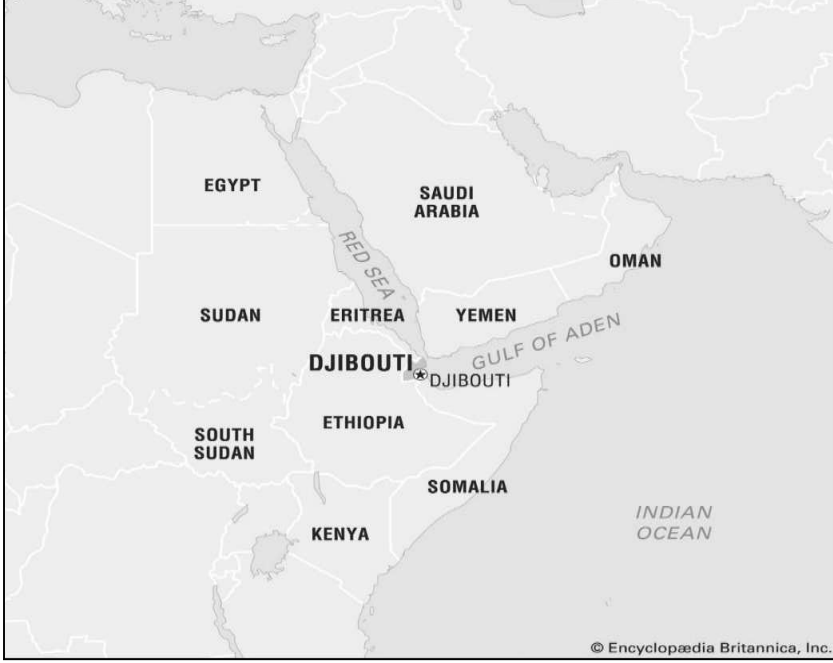 EGYPT
SAUDI
ARABIA
RED SEA
OMAN
SUDAN
ERITREA
YEMEN
GULF OF ADEN
DJIBOUTI
DJIBOUTI
ETHIOPIA
SOUTH
SUDAN
SOMALIA
INDIAN
OCEAN
KENYA
© Encyclopædia Britannica, Inc.